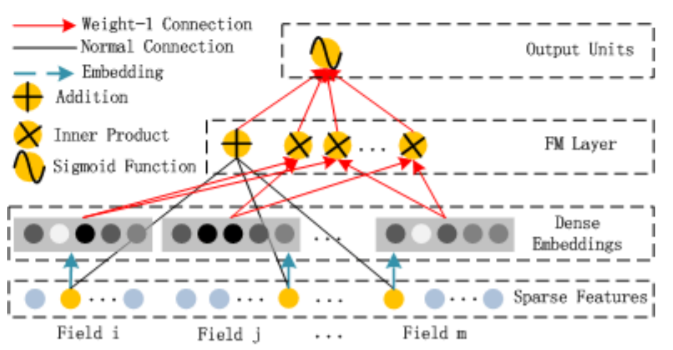 Weight-1 Connection
Normal Connection
Embedding
Addition
Inner Product
Sigmoid Function
Output Units
...
FM Layer
...
Dense
Embeddings
...
...
...
Sparse Features
Field i
Field j
...
Field m